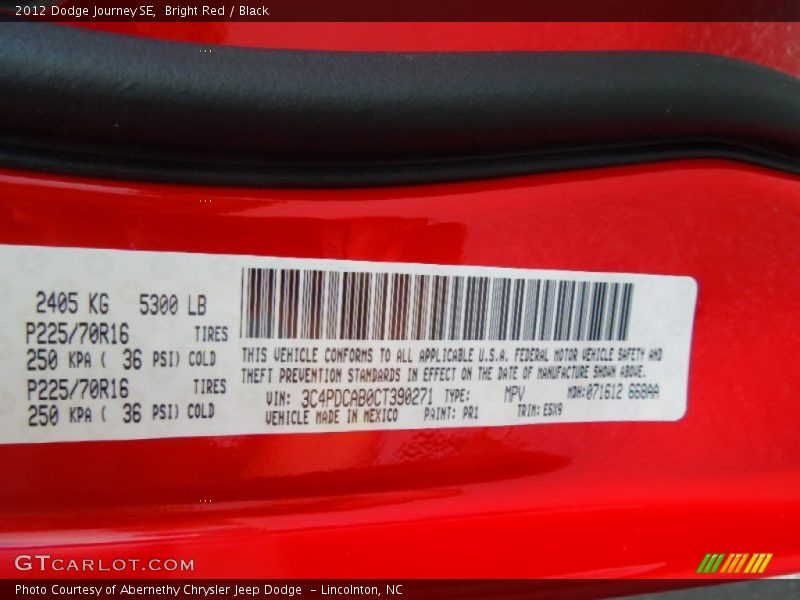 2012 Dodge Journey SE,  Bright Red / Black
2405 KG    5300 LB
P225/70R16    TIRES
250 KPA ( 36 PSI) COLD
P225/70R16    TIRES
250 KPA ( 36 PSI) COLD
THIS VEHICLE CONFORMS TO ALL APPLICABLE U.S.A. FEDERAL MOTOR VEHICLE SAFETY AND
THEFT PREVENTION STANDARDS IN EFFECT ON THE DATE OF MANUFACTURE SHOWN ABOVE.
VIN: 3C4PDCAB0CT390271 TYPE: MPV MDH:071612 668AA
VEHICLE MADE IN MEXICO    PAINT: PR1    TRIM: E5X9
GTCARLOT.COM
Photo Courtesy of Abernethy Chrysler Jeep Dodge  - Lincolnton, NC